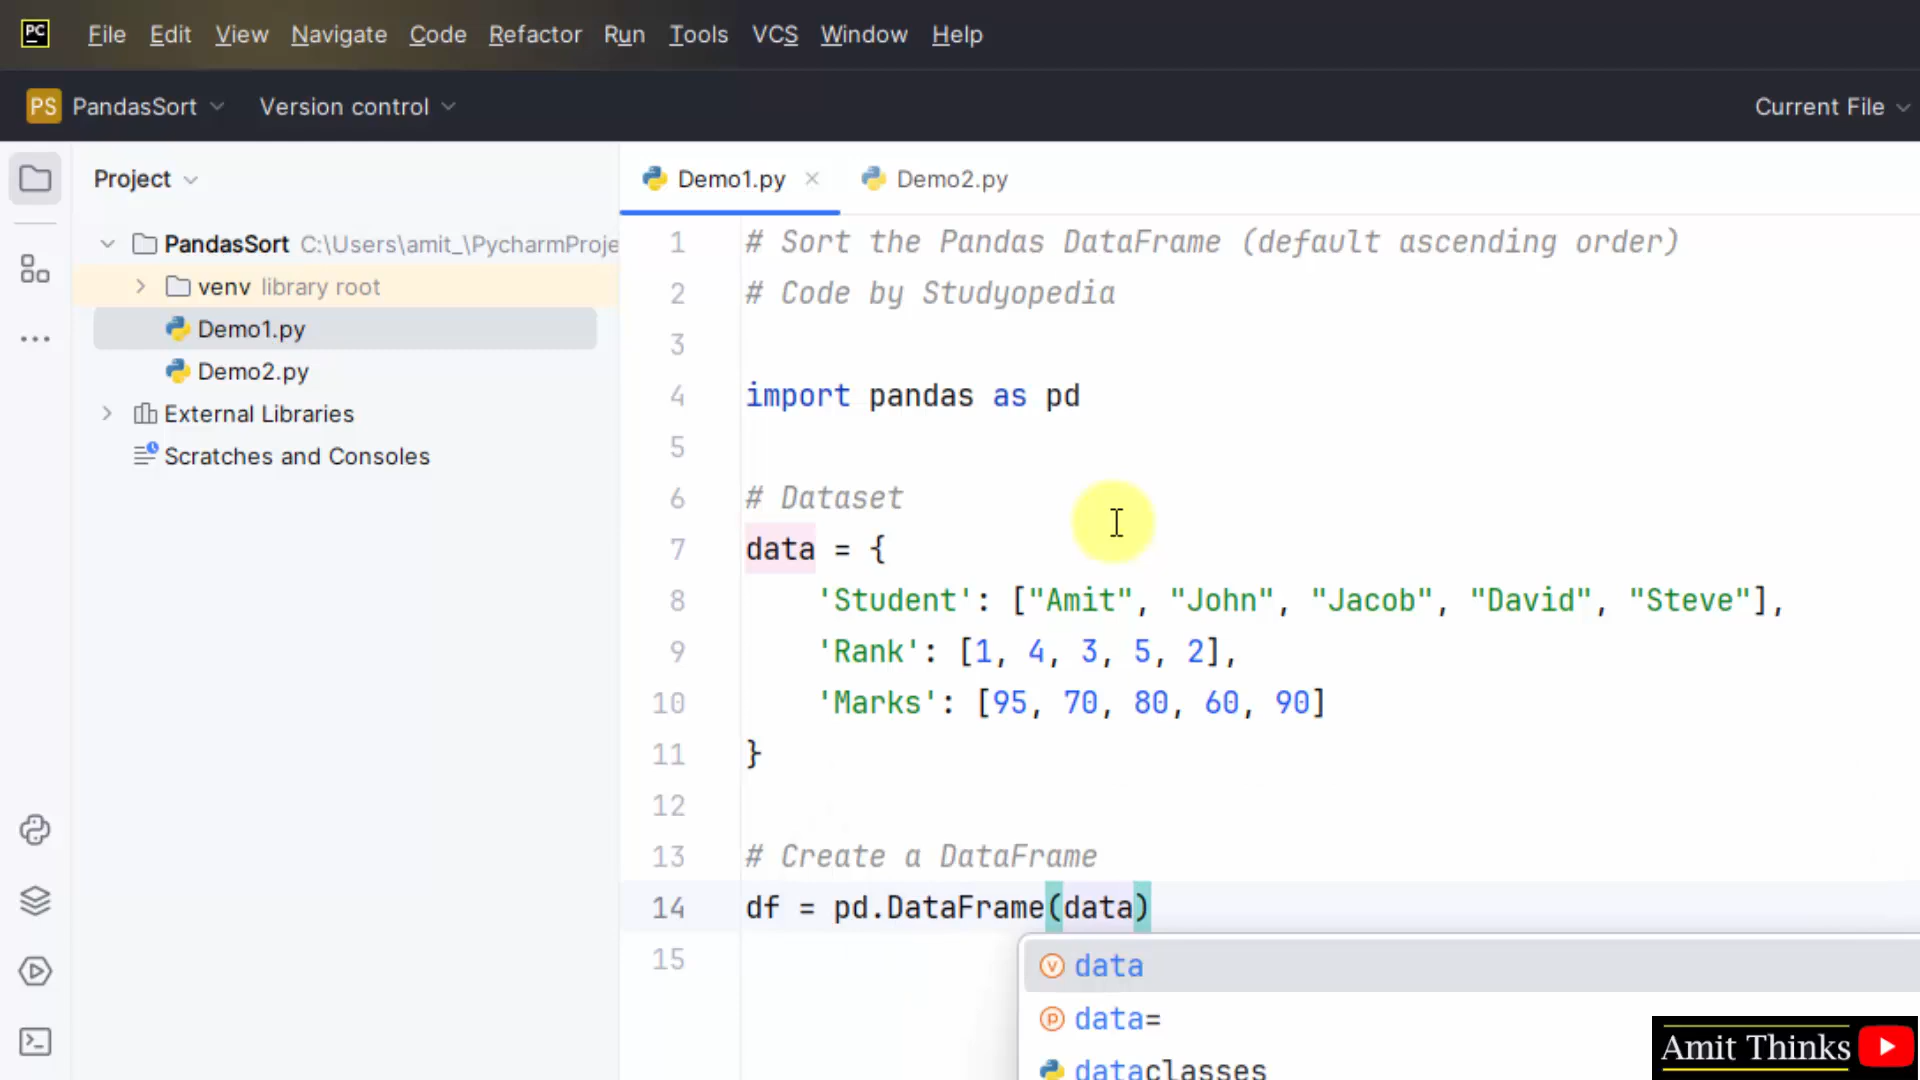 PC File Edit View Navigate Code Refactor Run Tools VCS Window Help
PS PandasSort Version control Current File
Project
Demo1.py Demo2.py
PandasSort C:\Users\amit_\PycharmProje
venv library root
Demo1.py
Demo2.py
External Libraries
Scratches and Consoles
1 # Sort the Pandas DataFrame (default ascending order)
2 # Code by Studyopedia
3
4 import pandas as pd
5
6 # Dataset
7 data = {
8 'Student': ["Amit", "John", "Jacob", "David", "Steve"],
9 'Rank': [1, 4, 3, 5, 2],
10 'Marks': [95, 70, 80, 60, 90]
11 }
12
13 # Create a DataFrame
14 df = pd.DataFrame(data)
15
v data
p data=
dataclasses
Amit Thinks